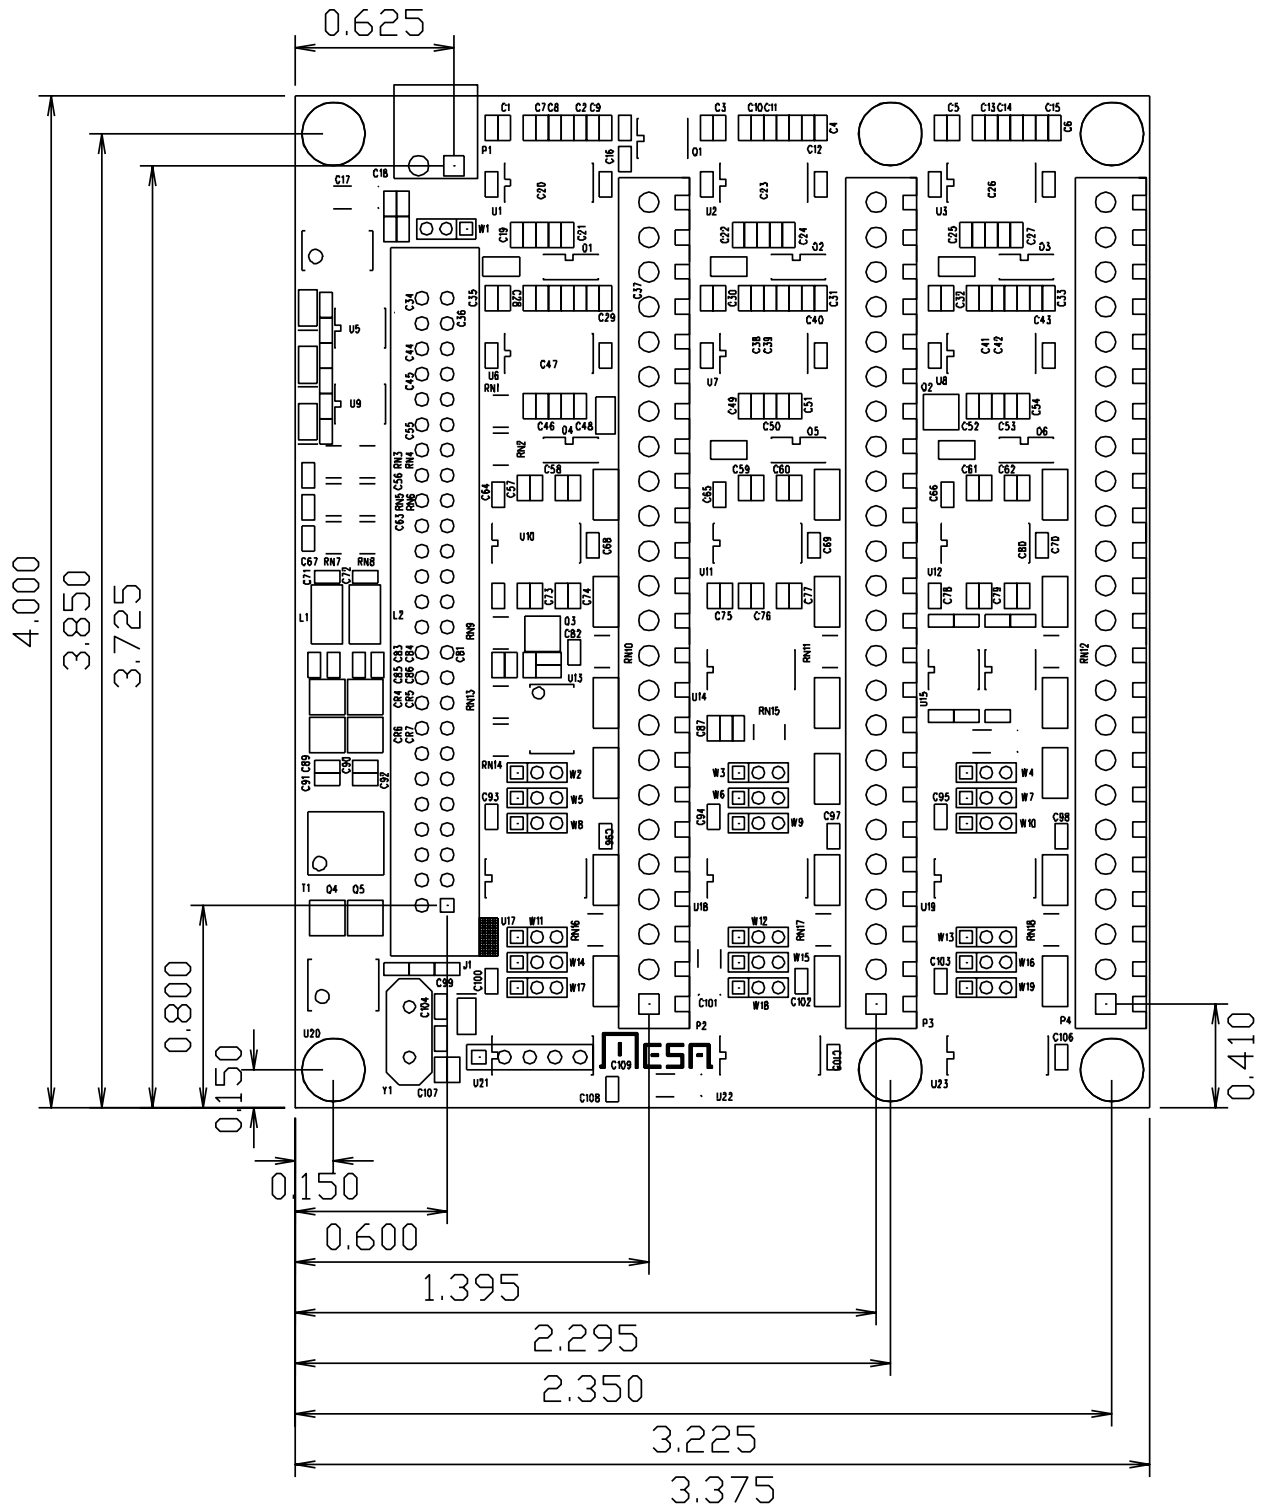 0.625
C1 C7 C8 C2 C9 C3 C10 C11 C4 C5 C13 C14 C15 C6
P1 C16 Q1 C12
C17 C18 C20 C23 C26
U1 U2 U3
W1 C19 C21 C22 C24 C25 C27
O1 O2 O3
C34 C35 C28 C37 C30 C31 C32 C33
C36 C29 C40 C43
U5 C44 C38 C39 C41 C42
C45 C47 U6 U7 U8
RN1 Q2
U9 C49 C51 C54
C55 C46 C48 C50 C52 C53
O4 O5 O6
RN2
RN3 RN4 C58 C59 C60 C61 C62
C56 C64 C57 C65 C66
RN5 RN6
C63 U10 C68 C69 C80 C70
C67 RN7 RN8
C71 C72 U11 U12
L1 L2 C73 C74 C75 C76 C77 C78 C79
RN9 Q3 C82
C83 C84 C81 RN10 RN11 RN12
C85 C86 U13
CR4 CR5 RN13 U14 U15
CR6 CR7 C87 RN15
C89 C90 RN14 W2 W3 W4
C91 C92 C93 W5 W6 C94 C95 W7
W8 C96 W9 C97 W10 C98
T1 Q4 Q5 U18 U19
U17 W11 RN16 W12 RN17 W13 RN18
J1 C99 C100 W14 W15 C103 W16
C104 W17 C101 W18 C102 W19
U20 P2 P3 P4
MESA
Y1 C107 U21 C109 C105 U23 C106
C108 U22
4.000
3.850
3.725
0.800
0.150
0.410
0.150
0.600
1.395
2.295
2.350
3.225
3.375